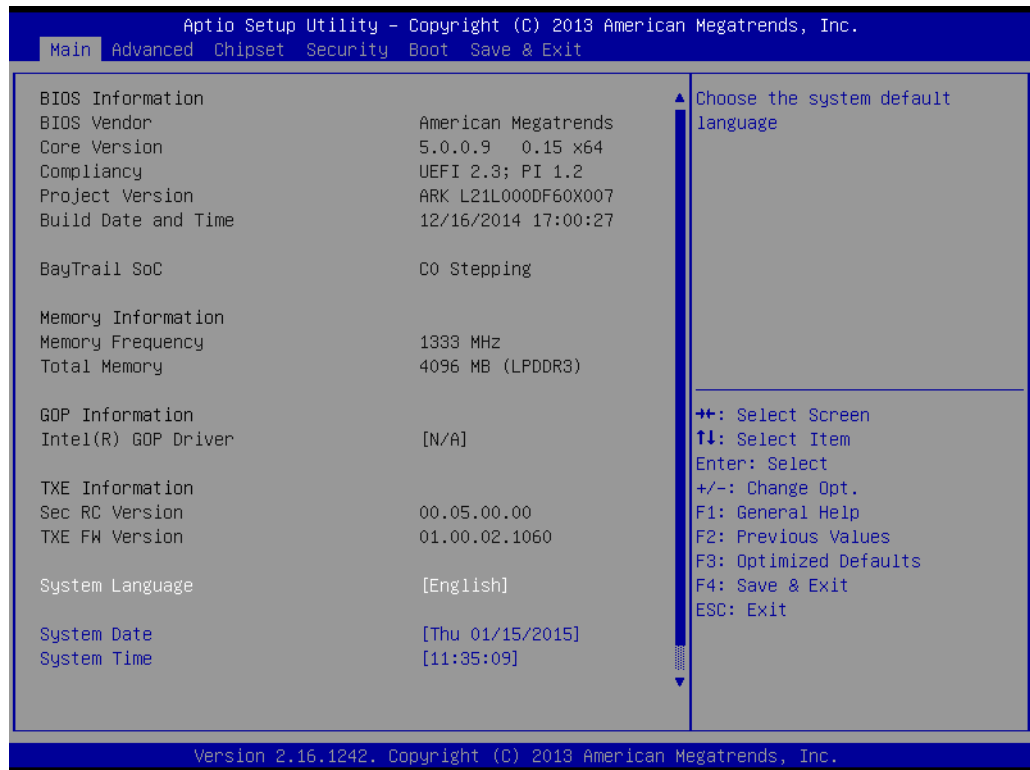 Aptio Setup Utility – Copyright (C) 2013 American Megatrends, Inc.
Main Advanced Chipset Security Boot Save & Exit
BIOS Information
BIOS Vendor American Megatrends
Core Version 5.0.0.9 0.15 x64
Compliancy UEFI 2.3; PI 1.2
Project Version ARK L21L000DF60X007
Build Date and Time 12/16/2014 17:00:27
BayTrail SoC C0 Stepping
Memory Information
Memory Frequency 1333 MHz
Total Memory 4096 MB (LPDDR3)
GOP Information
Intel(R) GOP Driver [N/A]
TXE Information
Sec RC Version 00.05.00.00
TXE FW Version 01.00.02.1060
System Language [English]
System Date [Thu 01/15/2015]
System Time [11:35:09]
Choose the system default
language
→←: Select Screen
↑↓: Select Item
Enter: Select
+/-: Change Opt.
F1: General Help
F2: Previous Values
F3: Optimized Defaults
F4: Save & Exit
ESC: Exit
Version 2.16.1242. Copyright (C) 2013 American Megatrends, Inc.